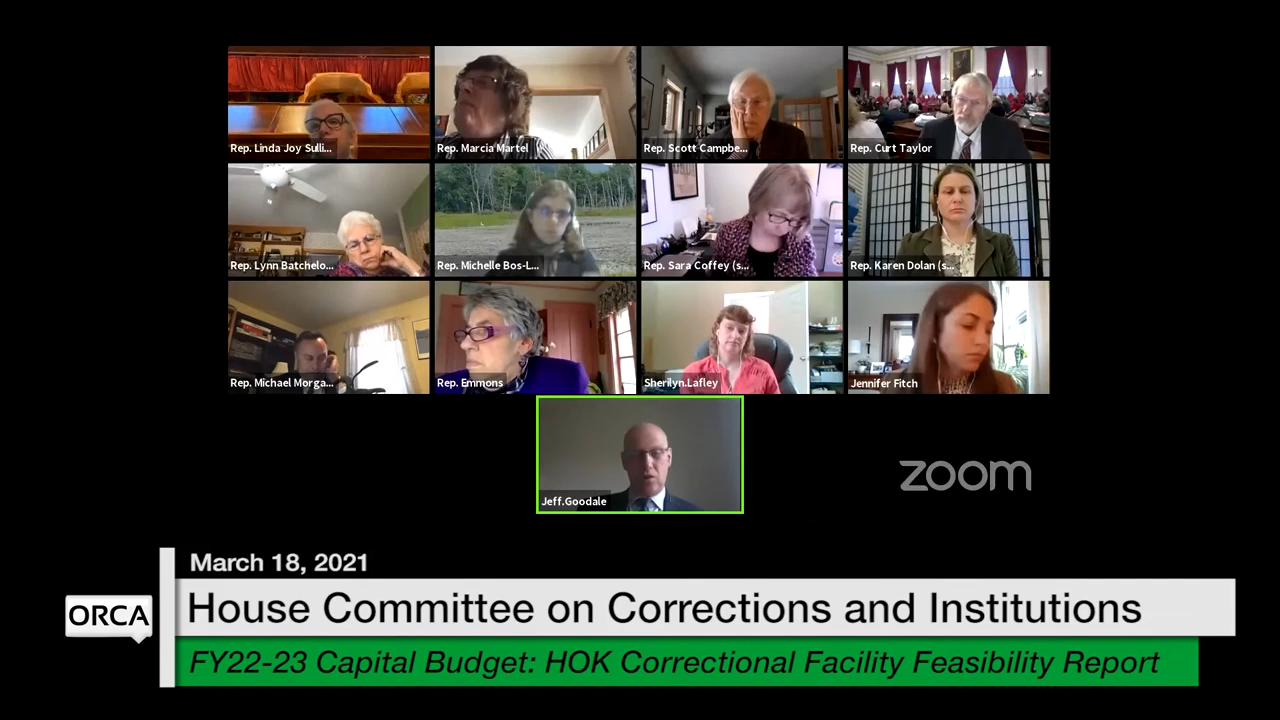 Rep. Linda Joy Sulli...
Rep. Marcia Martel
Rep. Scott Campbe...
Rep. Curt Taylor
Rep. Lynn Batchelo...
Rep. Michelle Bos-L...
Rep. Sara Coffey (s...
Rep. Karen Dolan (s...
Rep. Michael Morga...
Rep. Emmons
Sherilyn.Lafley
Jennifer Fitch
Jeff.Goodale
zoom
March 18, 2021
ORCA
House Committee on Corrections and Institutions
FY22-23 Capital Budget: HOK Correctional Facility Feasibility Report